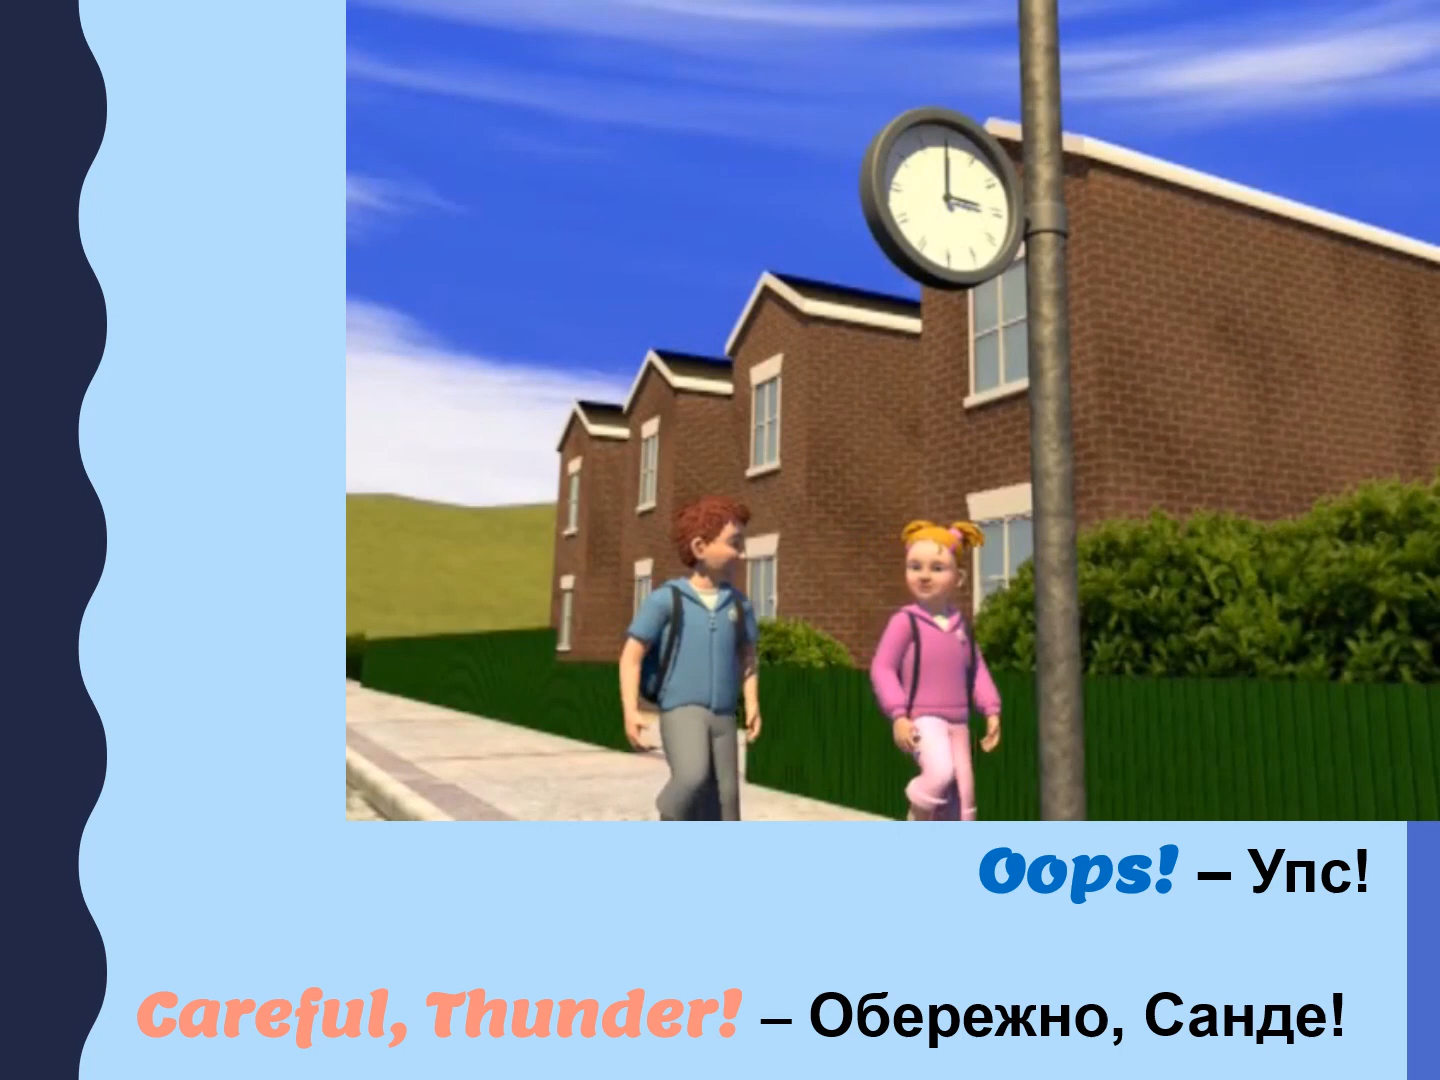 Oops! – Упс!
Careful, Thunder! – Обережно, Санде!